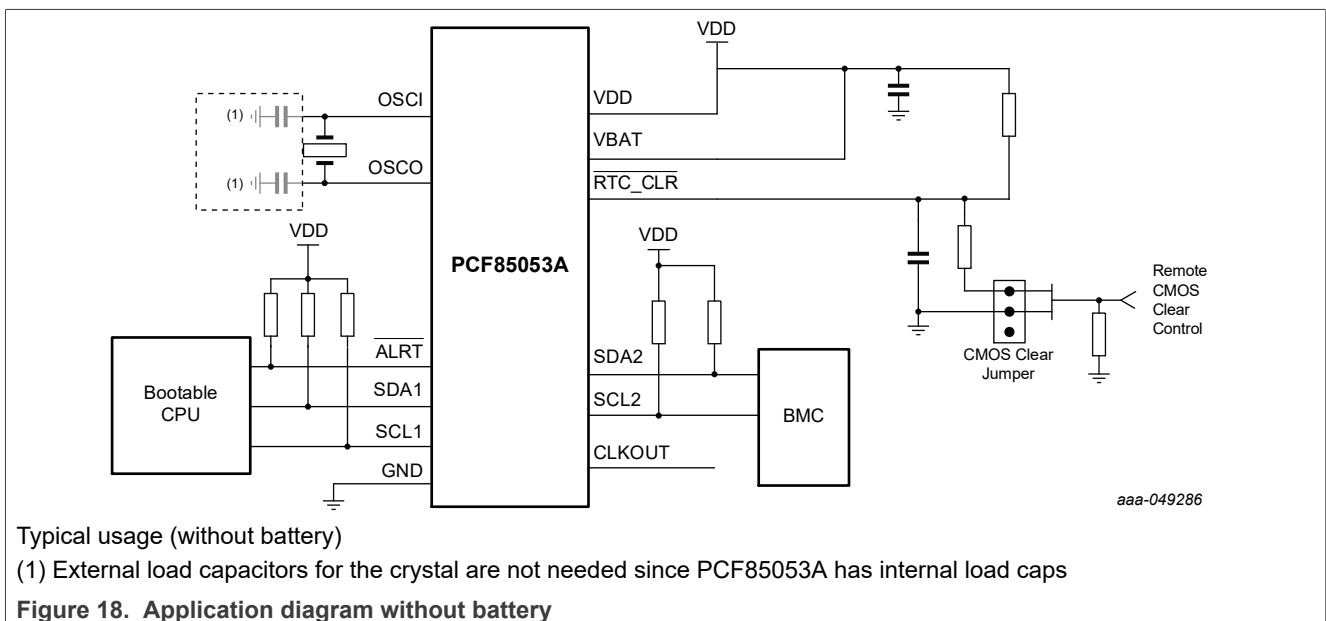 VDD
OSCI
VDD
(1)
VBAT
OSCO
RTC_CLR
(1)
VDD
VDD
PCF85053A
Remote
CMOS
Clear
Control
ALRT
SDA2
CMOS Clear
Jumper
Bootable
CPU
SDA1
SCL2
BMC
SCL1
CLKOUT
GND
aaa-049286
Typical usage (without battery)
(1) External load capacitors for the crystal are not needed since PCF85053A has internal load caps
Figure 18. Application diagram without battery